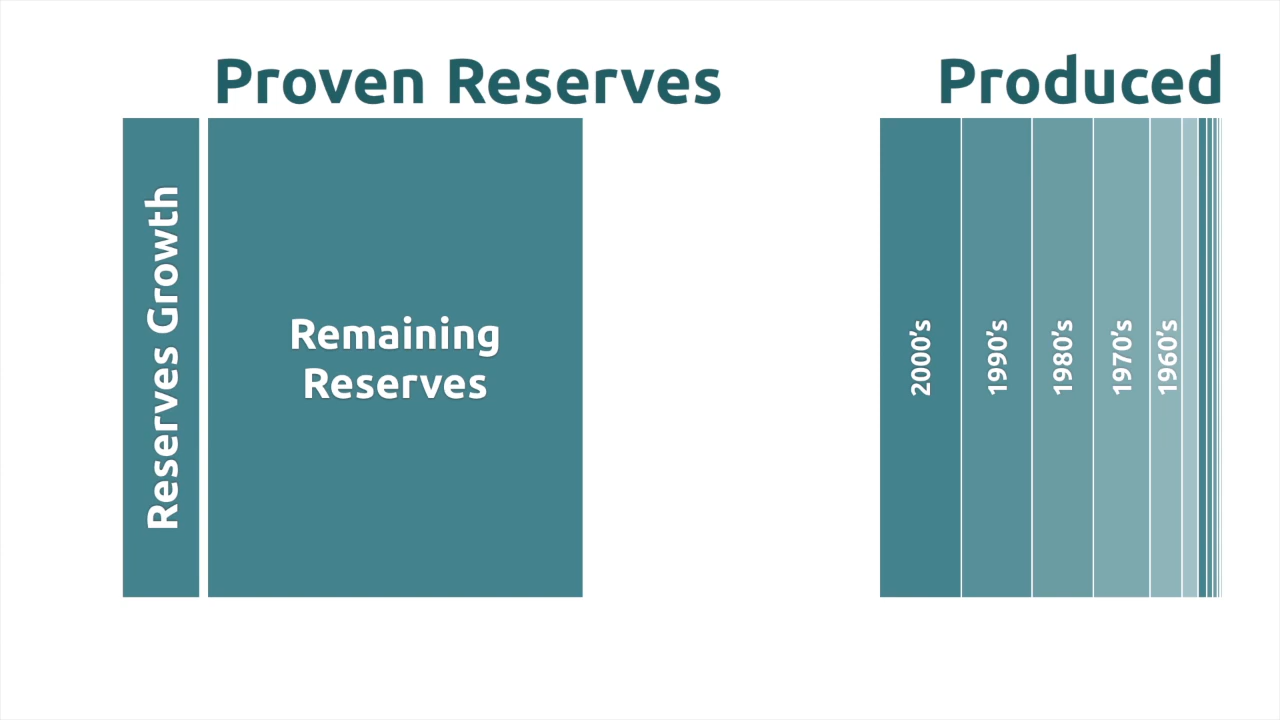 Proven Reserves
Produced
Reserves Growth
Remaining
Reserves
2000’s
1990’s
1980’s
1970’s
1960’s